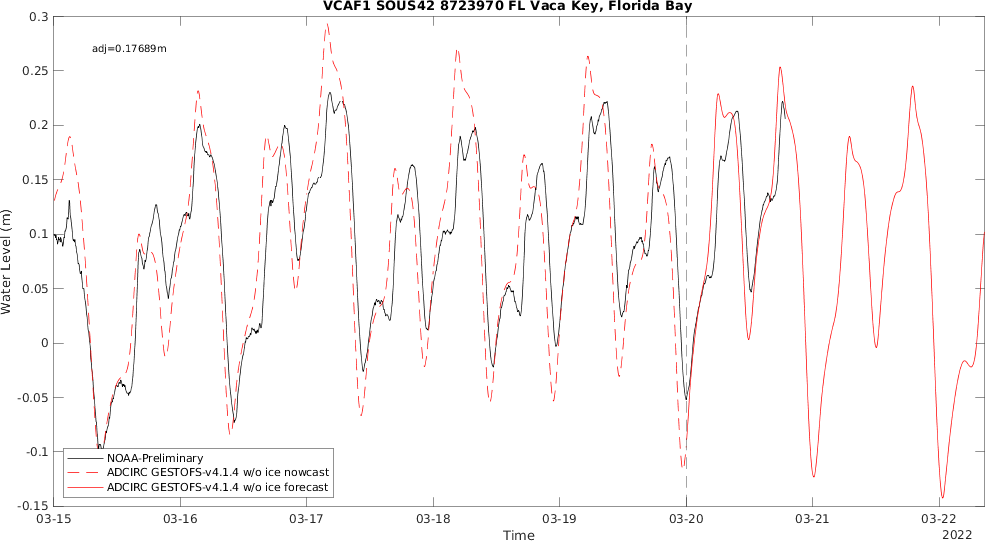 VCAF1 SOUS42 8723970 FL Vaca Key, Florida Bay
0.3
0.25
0.2
0.15
0.1
0.05
0
-0.05
-0.1
-0.15
Water Level (m)
adj=0.17689m
NOAA-Preliminary
ADCIRC GESTOFS-v4.1.4 w/o ice nowcast
ADCIRC GESTOFS-v4.1.4 w/o ice forecast
03-15 03-16 03-17 03-18 03-19 03-20 03-21 03-22
Time
2022